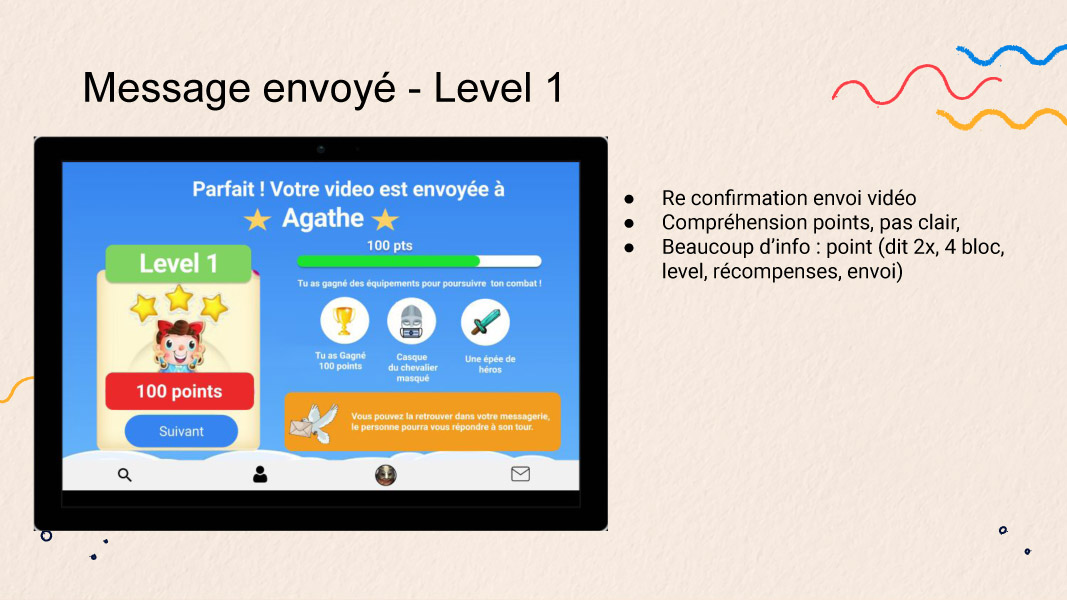 Message envoyé - Level 1
Parfait ! Votre video est envoyée à
Agathe
Level 1
100 points
Suivant
100 pts
Tu as gagné des équipements pour poursuivre ton combat !
Tu as Gagné
100 points
Casque
du chevalier
masqué
Une épée de
héros
Vous pouvez la retrouver dans votre messagerie,
le personne pourra vous répondre à son tour.
● Re confirmation envoi vidéo
● Compréhension points, pas clair,
● Beaucoup d'info : point (dit 2x, 4 bloc,
level, récompenses, envoi)